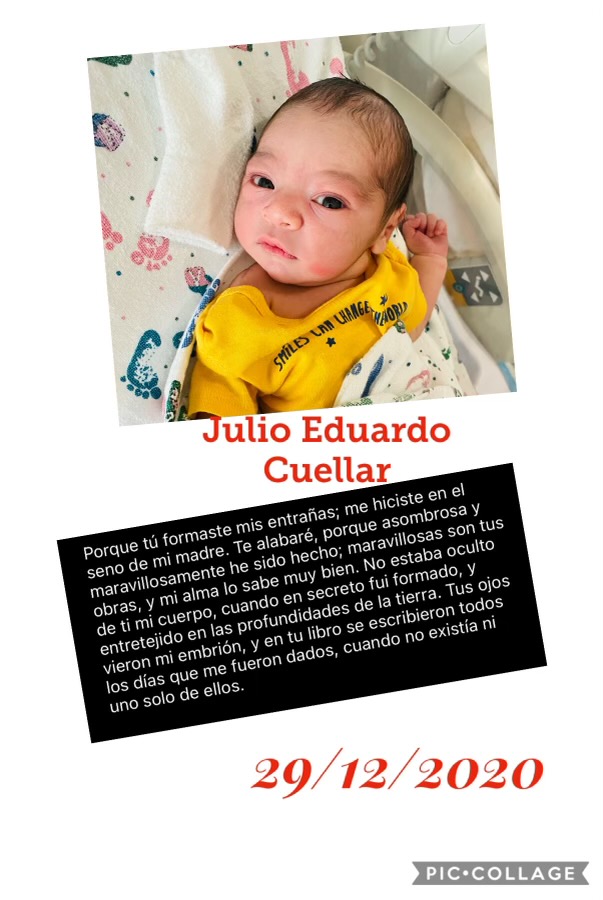 SMILES CAN CHANGE
THE WORLD
Julio Eduardo
Cuellar
Porque tú formaste mis entrañas; me hiciste en el
seno de mi madre. Te alabaré, porque asombrosa y
maravillosamente he sido hecho; maravillosas son tus
obras, y mi alma lo sabe muy bien. No estaba oculto
de ti mi cuerpo, cuando en secreto fui formado, y
entretejido en las profundidades de la tierra. Tus ojos
vieron mi embrión, y en tu libro se escribieron todos
los días que me fueron dados, cuando no existía ni
uno solo de ellos.
29/12/2020
PIC•COLLAGE